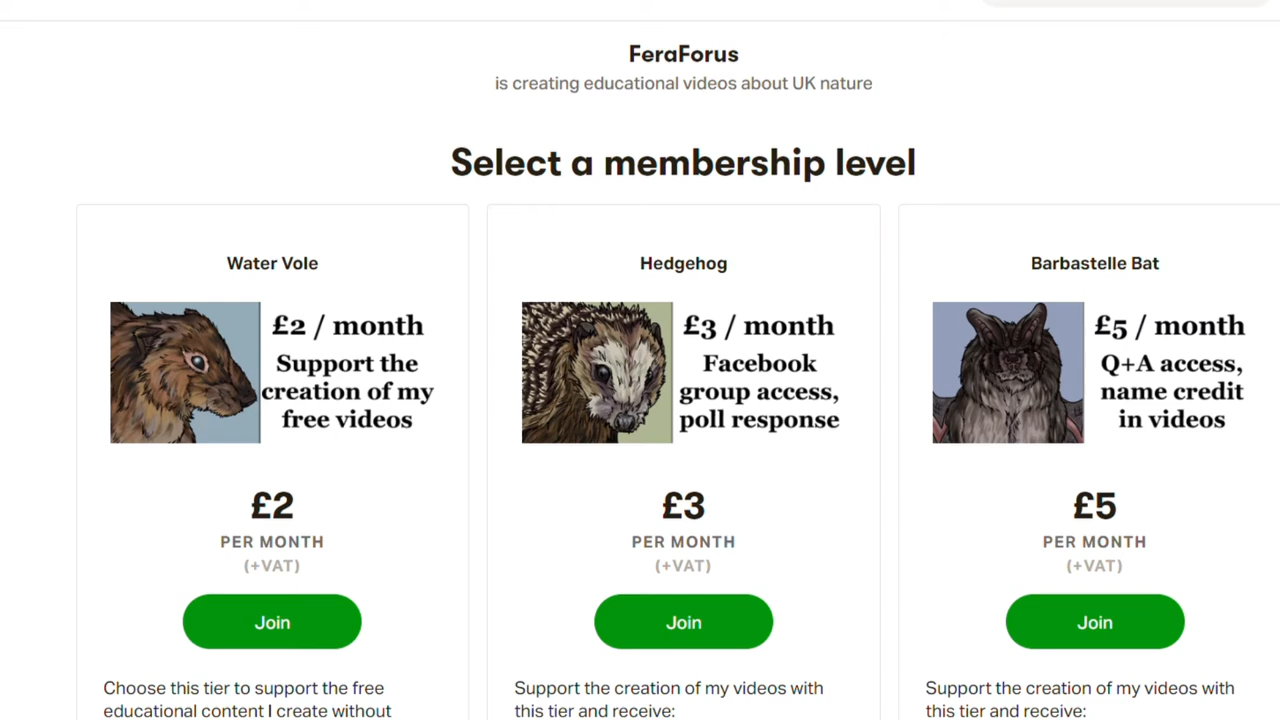 FeraForus
is creating educational videos about UK nature
Select a membership level
Water Vole
£2 / month
Support the
creation of my
free videos
£2
PER MONTH
(+VAT)
Join
Choose this tier to support the free
educational content I create without
Hedgehog
£3 / month
Facebook
group access,
poll response
£3
PER MONTH
(+VAT)
Join
Support the creation of my videos with
this tier and receive:
Barbastelle Bat
£5 / month
Q+A access,
name credit
in videos
£5
PER MONTH
(+VAT)
Join
Support the creation of my videos with
this tier and receive: